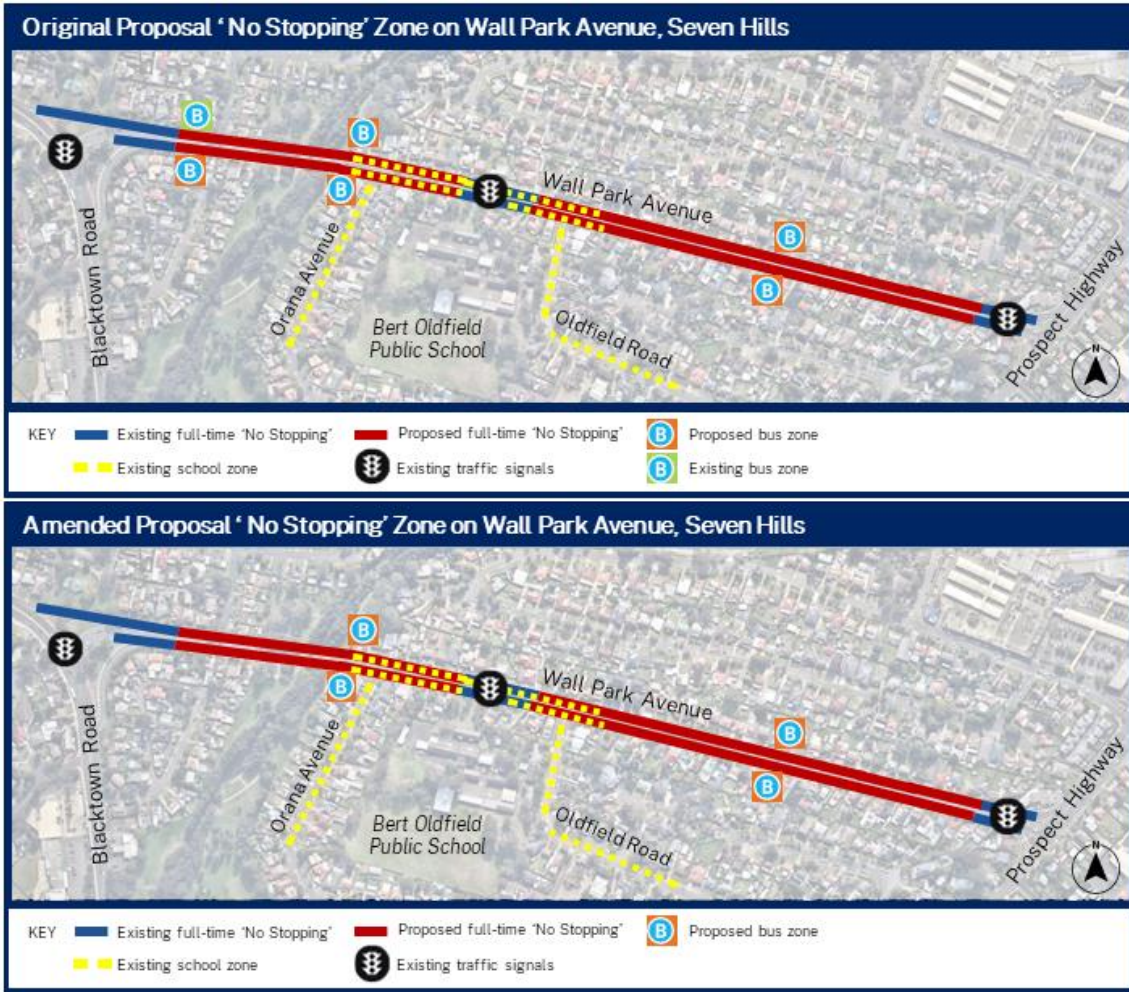 Original Proposal ‘ No Stopping’ Zone on Wall Park Avenue, Seven Hills
B
B
B
B
Wall Park Avenue
B
B
Blacktown Road
Orana Avenue
Bert Oldfield
Public School
Oldfield Road
Prospect Highway
N
KEY Existing full-time ‘No Stopping’ Proposed full-time ‘No Stopping’ B Proposed bus zone
Existing school zone Existing traffic signals B Existing bus zone
Amended Proposal ‘ No Stopping’ Zone on Wall Park Avenue, Seven Hills
B
B
Wall Park Avenue
B
B
Blacktown Road
Orana Avenue
Bert Oldfield
Public School
Oldfield Road
Prospect Highway
N
KEY Existing full-time ‘No Stopping’ Proposed full-time ‘No Stopping’ B Proposed bus zone
Existing school zone Existing traffic signals